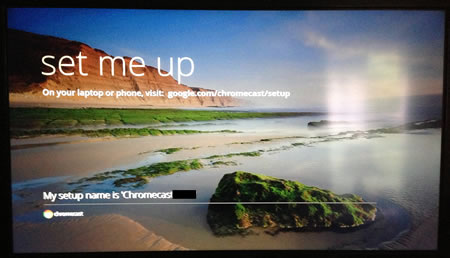 set me up
On your laptop or phone, visit: google.com/chromecast/setup
My setup name is 'Chromecast
chromecast